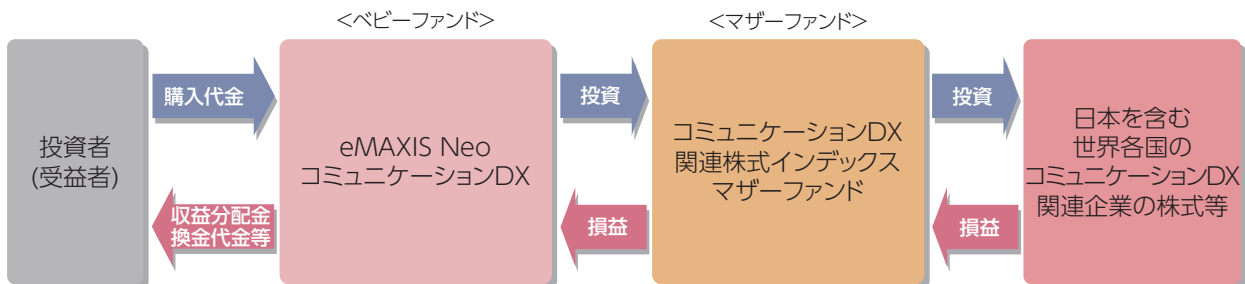 <ベビーファンド>
<マザーファンド>
投資者
(受益者)
購入代金
収益分配金
換金代金等
eMAXIS Neo
コミュニケーションDX
投資
損益
コミュニケーションDX
関連株式インデックス
マザーファンド
投資
損益
日本を含む
世界各国の
コミュニケーションDX
関連企業の株式等